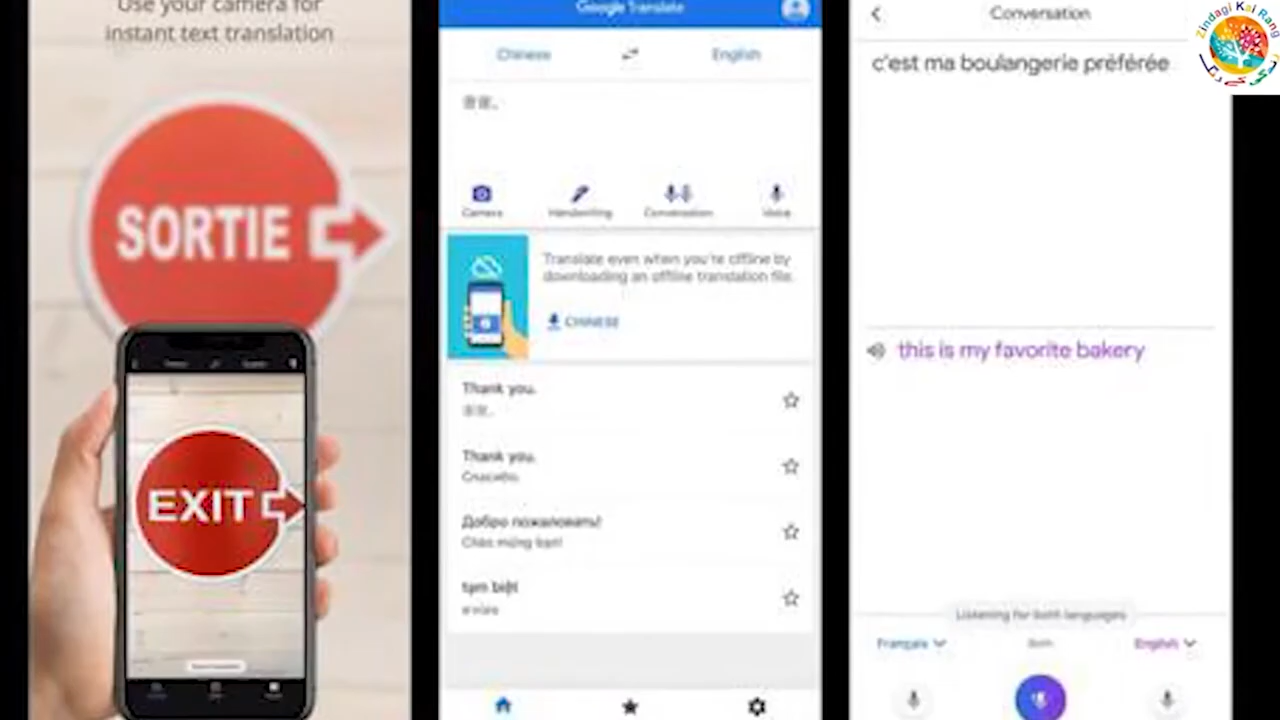 Use your camera for
instant text translation
SORTIE
EXIT
Google Translate
Chinese
English
Camera
Handwriting
Conversation
Voice
Translate even when you're offline by
downloading an offline translation file.
CHINESE
Thank you.
Thank you.
Спасибо.
Добро пожаловать!
Chào mừng bạn!
tạm biệt
Conversation
c'est ma boulangerie préférée
this is my favorite bakery
Listening for both languages
Français
Both
English
Zindagi Kai Rang